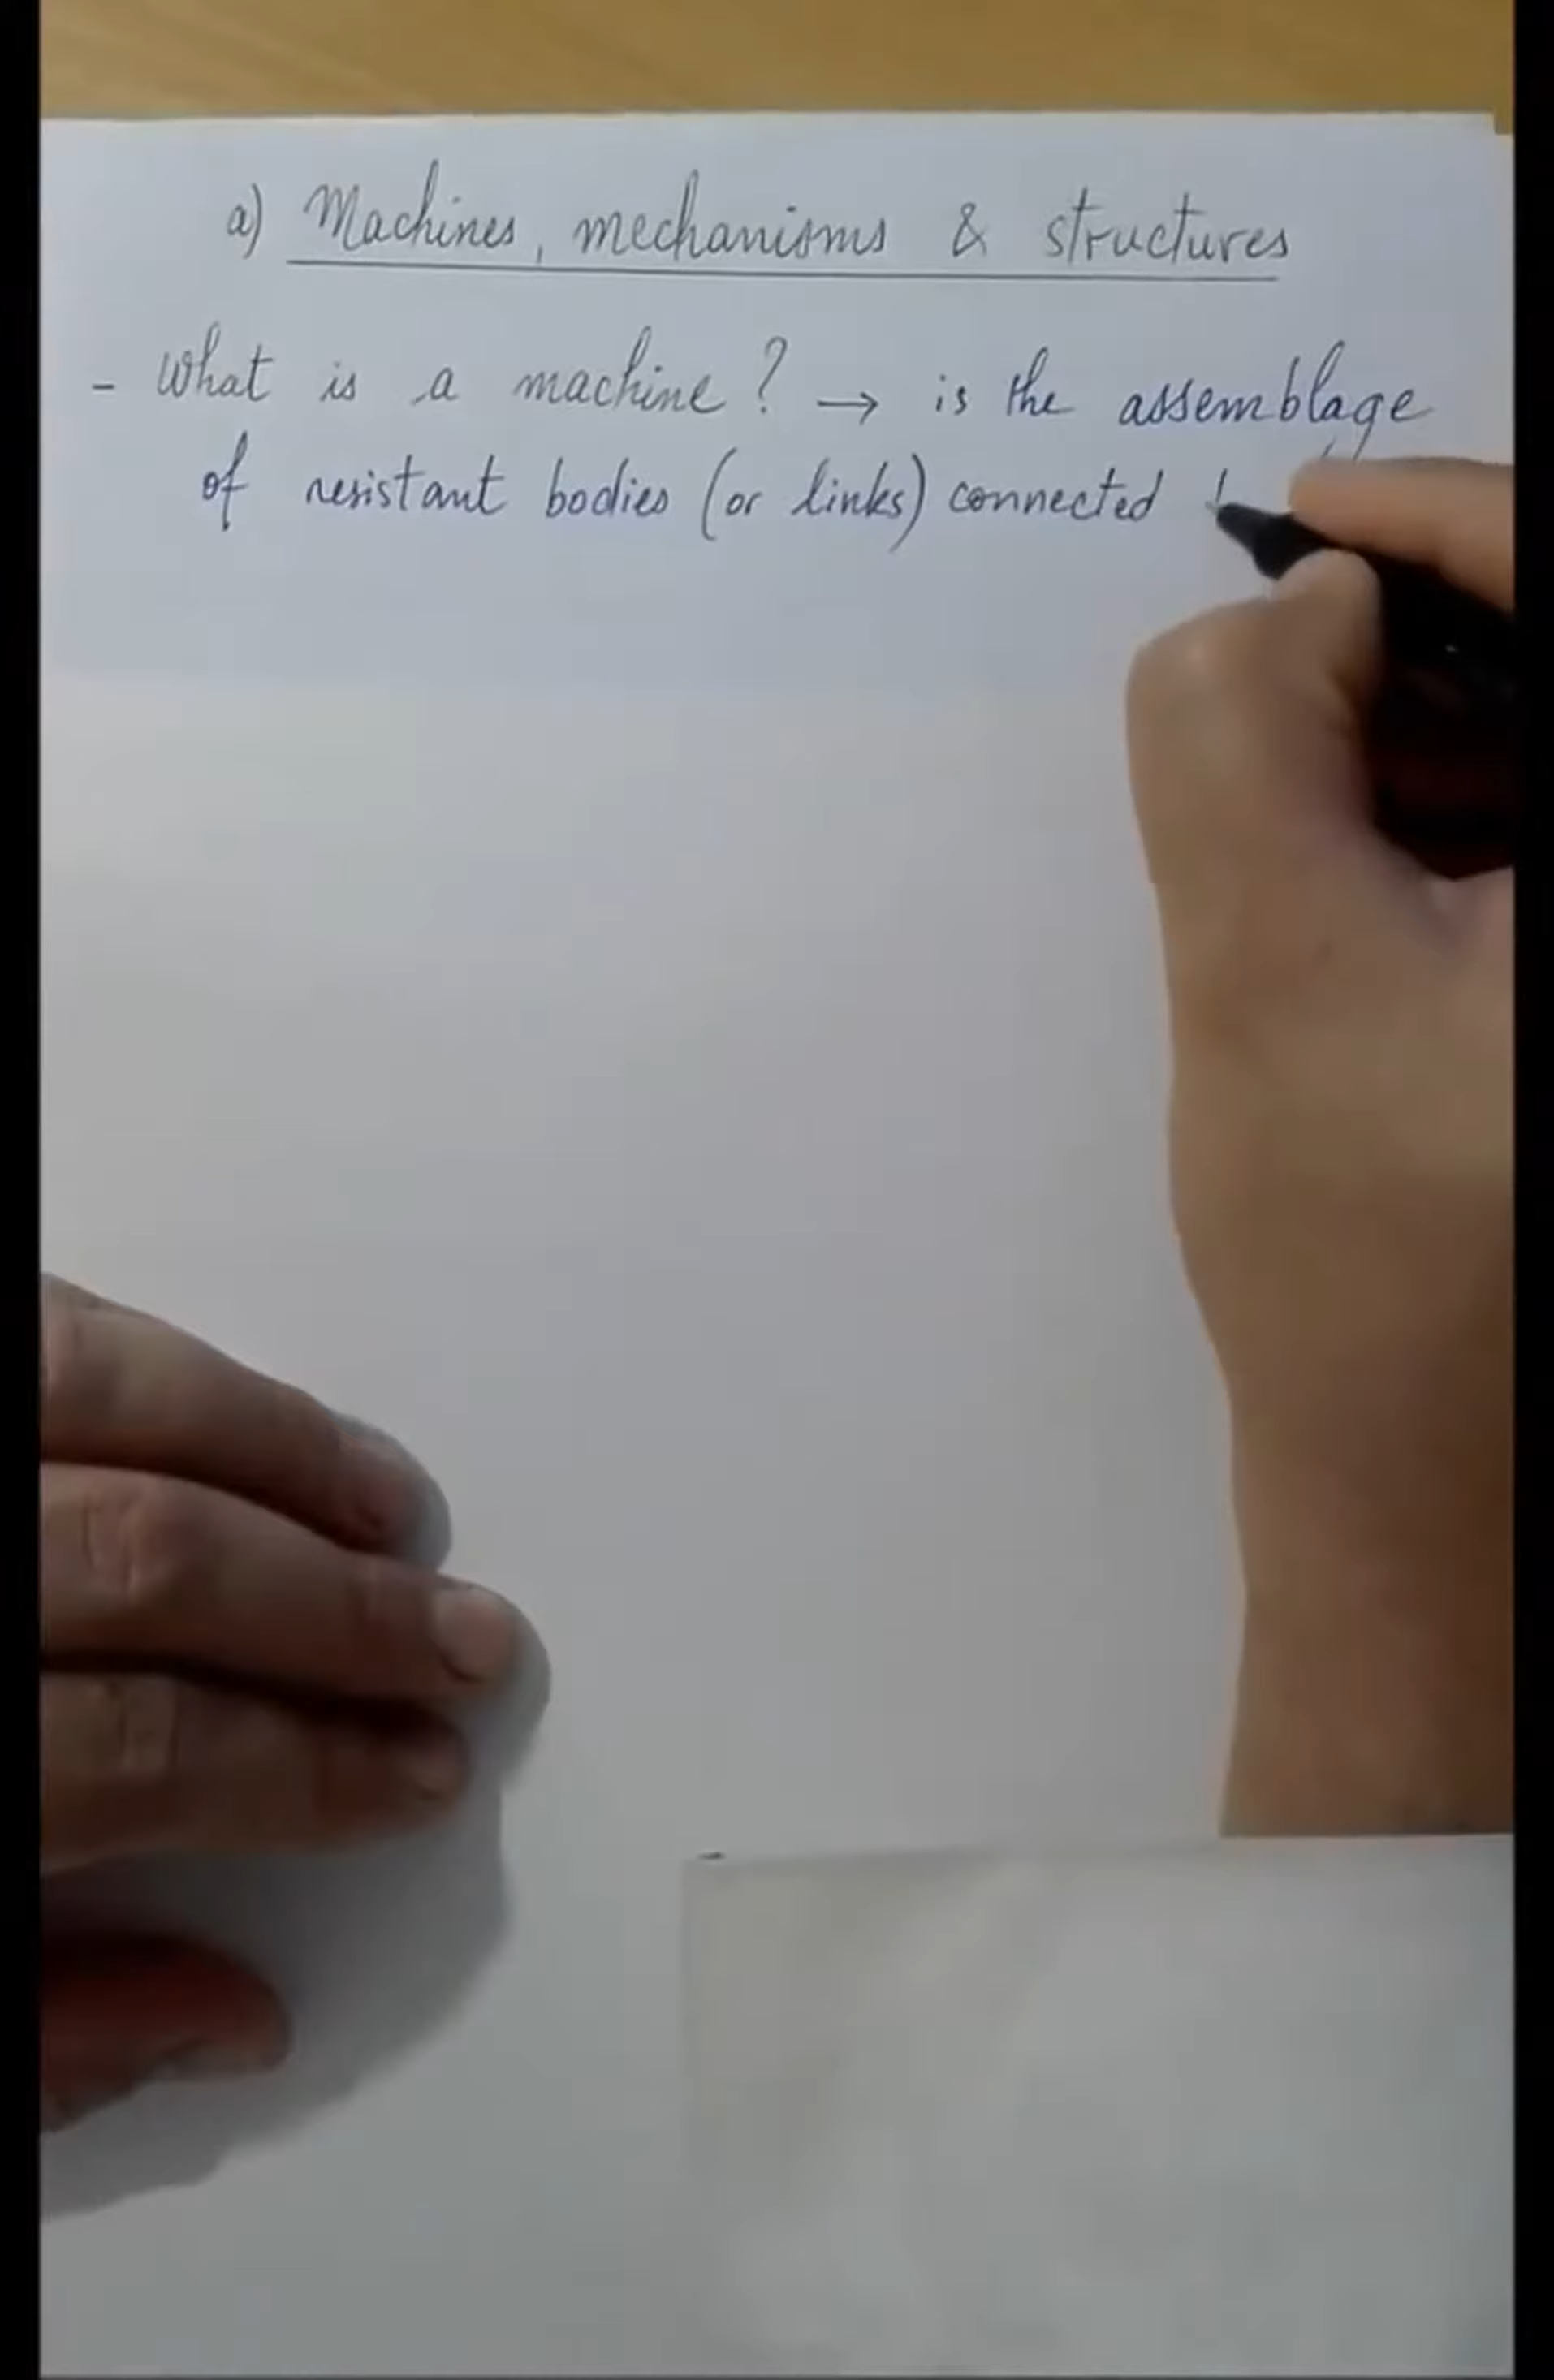 a) Machines, mechanisms & structures
- What is a machine? → is the assemblage
of resistant bodies (or links) connected